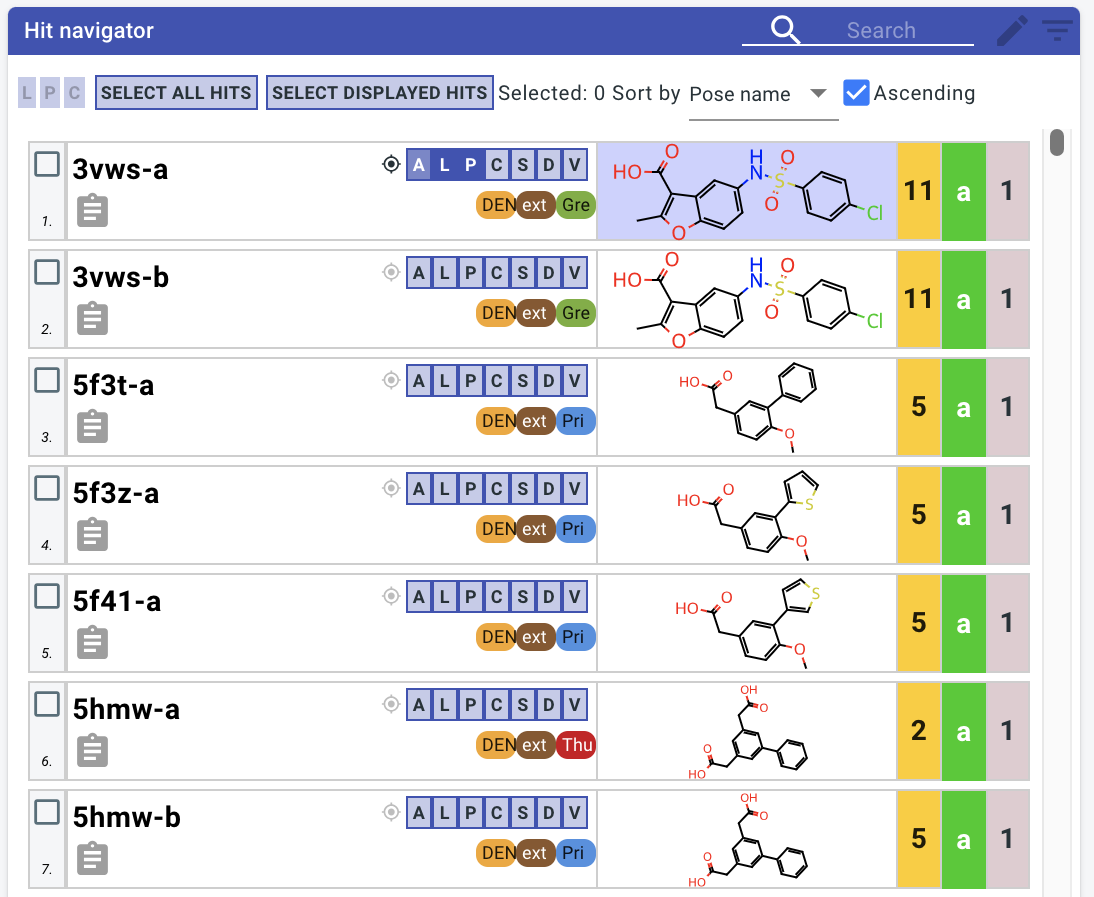 Hit navigator Search
L P C SELECT ALL HITS SELECT DISPLAYED HITS Selected: 0 Sort by Pose name Ascending
3vws-a A L P C S D V
1. DEN ext Gre
HO O O H N S O O Cl
11 a 1
3vws-b A L P C S D V
2. DEN ext Gre
HO O O H N S O O Cl
11 a 1
5f3t-a A L P C S D V
3. DEN ext Pri
HO O O
5 a 1
5f3z-a A L P C S D V
4. DEN ext Pri
HO O S O
5 a 1
5f41-a A L P C S D V
5. DEN ext Pri
HO O S O
5 a 1
5hmw-a A L P C S D V
6. DEN ext Thu
OH O O HO
2 a 1
5hmw-b A L P C S D V
7. DEN ext Pri
OH O O HO
5 a 1